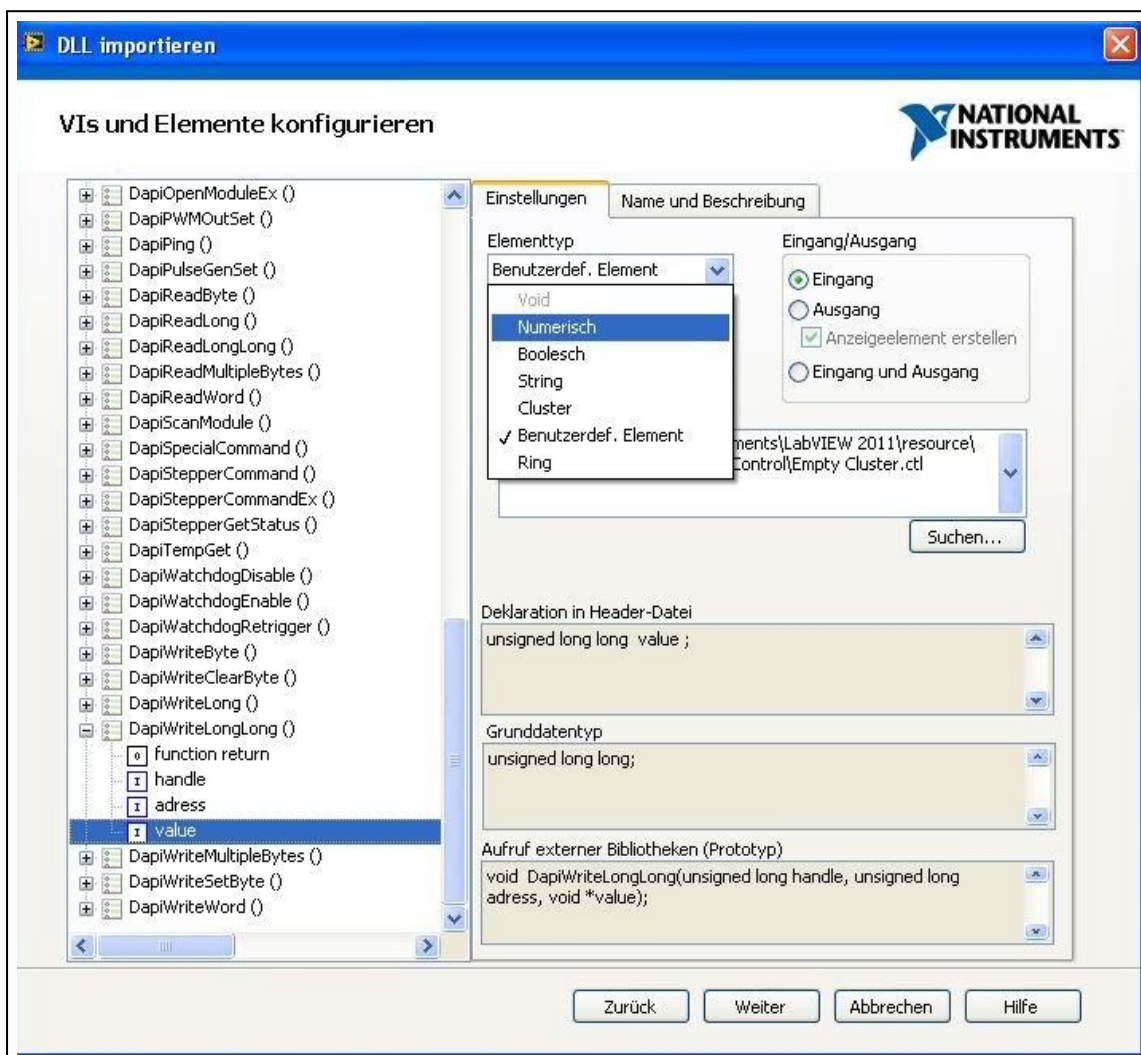 DLL importieren
VIs und Elemente konfigurieren
NATIONAL
INSTRUMENTS
DapiOpenModuleEx ()
DapiPWMOutSet ()
DapiPing ()
DapiPulseGenSet ()
DapiReadByte ()
DapiReadLong ()
DapiReadLongLong ()
DapiReadMultipleBytes ()
DapiReadWord ()
DapiScanModule ()
DapiSpecialCommand ()
DapiStepperCommand ()
DapiStepperCommandEx ()
DapiStepperGetStatus ()
DapiTempGet ()
DapiWatchdogDisable ()
DapiWatchdogEnable ()
DapiWatchdogRetrigger ()
DapiWriteByte ()
DapiWriteClearByte ()
DapiWriteLong ()
DapiWriteLongLong ()
function return
handle
adress
value
DapiWriteMultipleBytes ()
DapiWriteSetByte ()
DapiWriteWord ()
Einstellungen
Name und Beschreibung
Elementtyp
Benutzerdef. Element
Void
Numerisch
Boolesch
String
Cluster
Benutzerdef. Element
Ring
Eingang/Ausgang
Eingang
Ausgang
Anzeigeelement erstellen
Eingang und Ausgang
ments\LabVIEW 2011\resource\
Control\Empty Cluster.ctl
Suchen...
Deklaration in Header-Datei
unsigned long long value ;
Grunddatentyp
unsigned long long;
Aufruf externer Bibliotheken (Prototyp)
void DapiWriteLongLong(unsigned long handle, unsigned long
adress, void *value);
Zurück
Weiter
Abbrechen
Hilfe